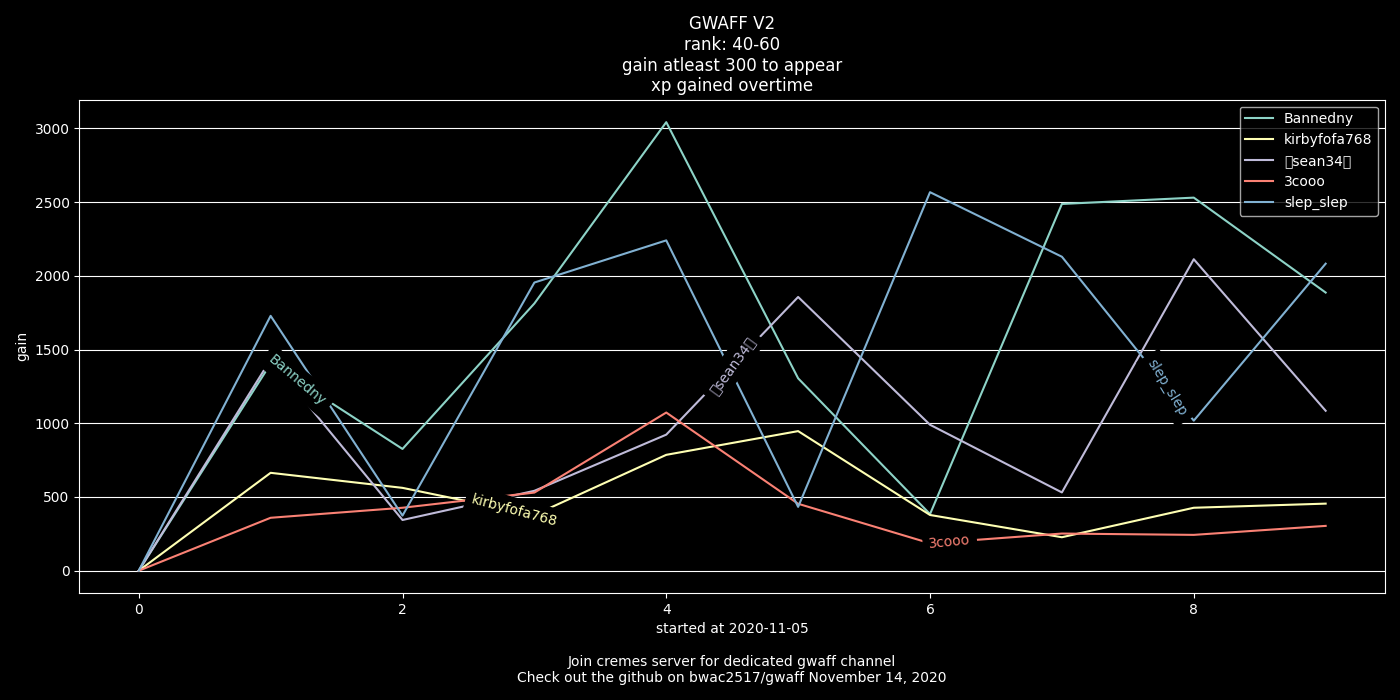 GWAFF V2
rank: 40-60
gain atleast 300 to appear
xp gained overtime
3000
2500
2000
1500
1000
500
0
gain
Bannedny
kirbyfofa768
sean34
3cooo
slep_slep
Bannedny
kirbyfofa768
sean34
3cooo
slep_slep
0
2
4
6
8
started at 2020-11-05
Join cremes server for dedicated gwaff channel
Check out the github on bwac2517/gwaff November 14, 2020